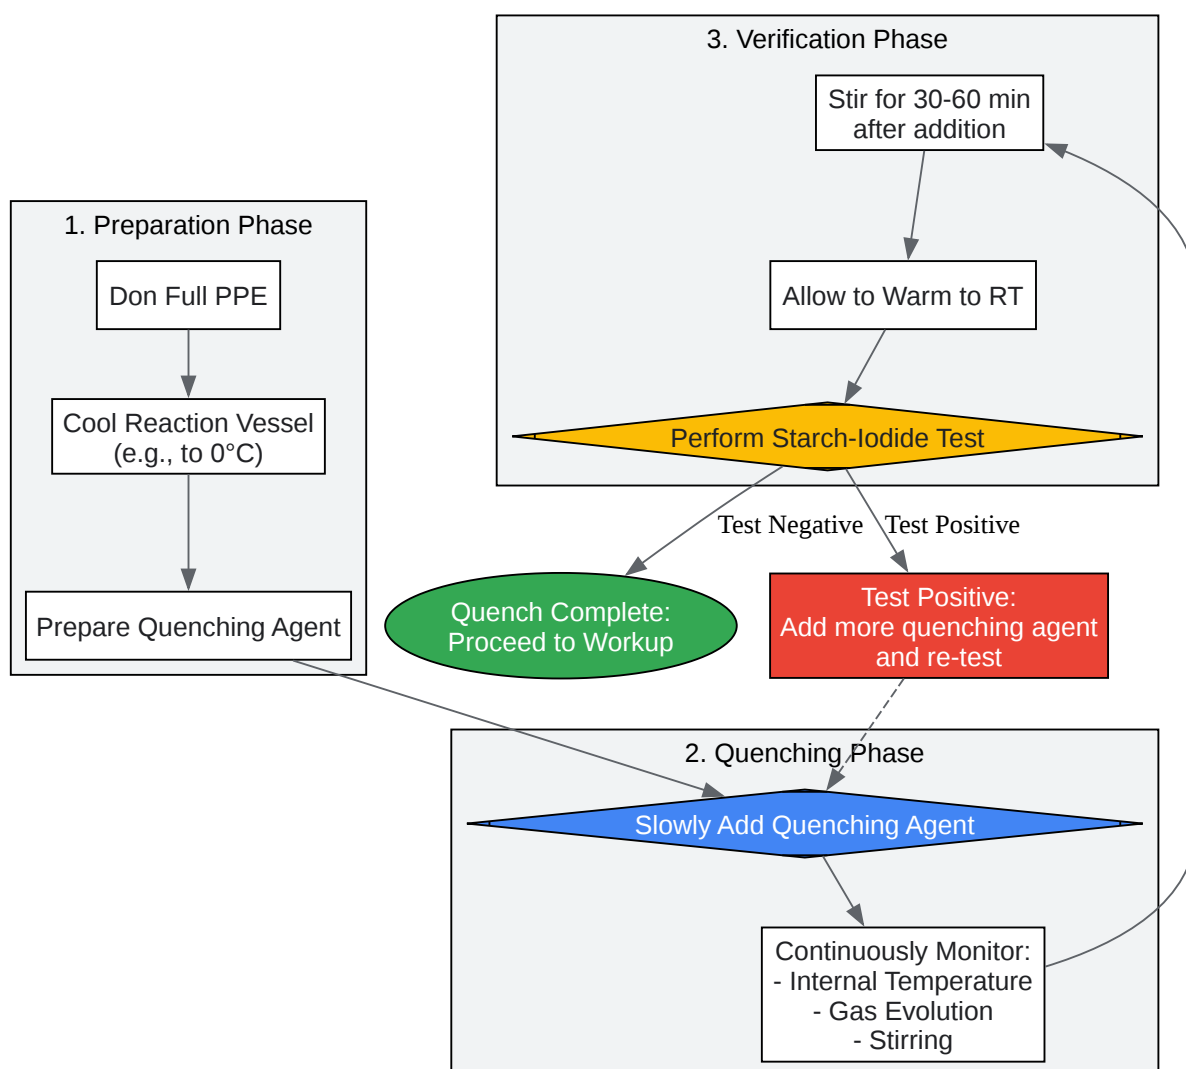 1. Preparation Phase
Don Full PPE
Cool Reaction Vessel
(e.g., to 0°C)
Prepare Quenching Agent
2. Quenching Phase
Slowly Add Quenching Agent
Continuously Monitor:
- Internal Temperature
- Gas Evolution
- Stirring
3. Verification Phase
Stir for 30-60 min
after addition
Allow to Warm to RT
Perform Starch-Iodide Test
Test Negative
Test Positive
Quench Complete:
Proceed to Workup
Test Positive:
Add more quenching agent
and re-test